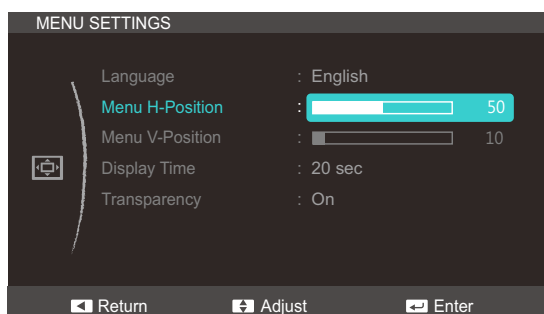 MENU SETTINGS
Language : English
Menu H-Position : 50
Menu V-Position : 10
Display Time : 20 sec
Transparency : On
Return Adjust Enter